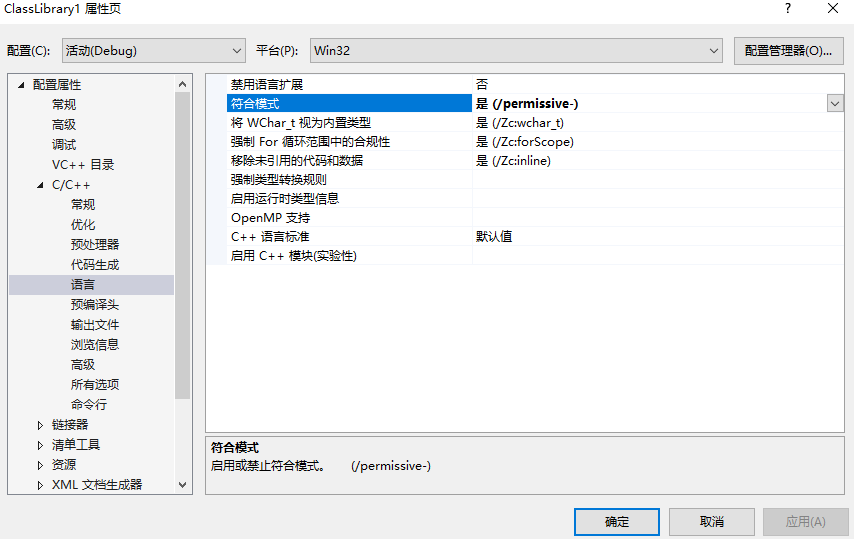 ClassLibrary1 属性页
配置(C): 活动(Debug) 平台(P): Win32 配置管理器(O)...
配置属性
常规
高级
调试
VC++ 目录
C/C++
常规
优化
预处理器
代码生成
语言
预编译头
输出文件
浏览信息
高级
所有选项
命令行
链接器
清单工具
资源
XML 文档生成器
禁用语言扩展 否
符合模式 是 (/permissive-)
将 WChar_t 视为内置类型 是 (/Zc:wchar_t)
强制 For 循环范围中的合规性 是 (/Zc:forScope)
移除未引用的代码和数据 是 (/Zc:inline)
强制类型转换规则
启用运行时类型信息
OpenMP 支持
C++ 语言标准 默认值
启用 C++ 模块(实验性)
符合模式
启用或禁止符合模式。 (/permissive-)
确定 取消 应用(A)